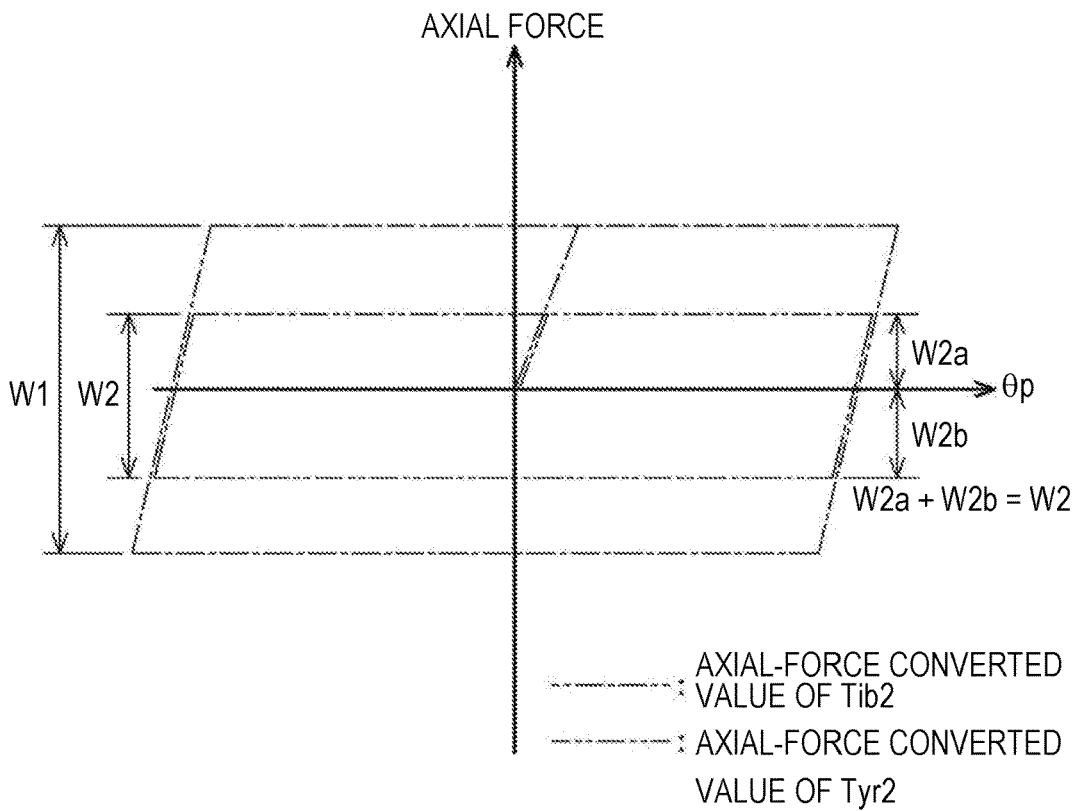 AXIAL FORCE
W1
W2
W2a
θp
W2b
W2a + W2b = W2
: AXIAL-FORCE CONVERTED
VALUE OF Tib2
: AXIAL-FORCE CONVERTED
VALUE OF Tyr2